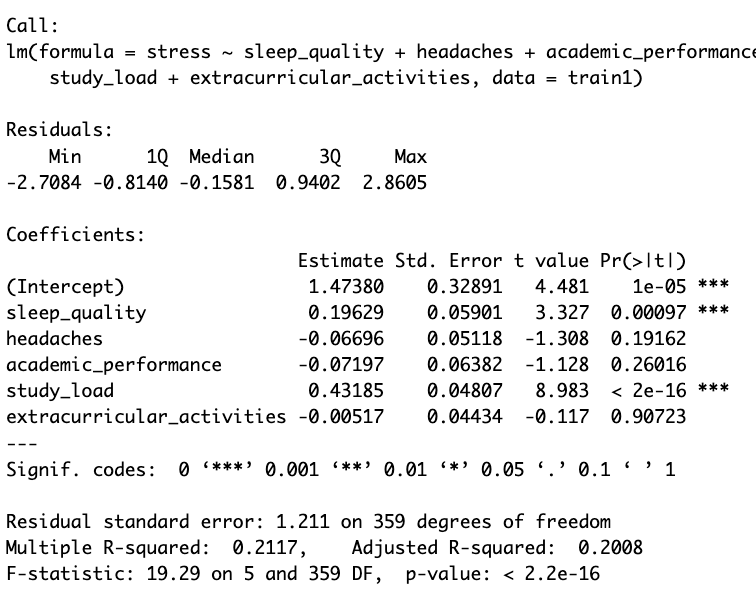 Call:
lm(formula = stress ~ sleep_quality + headaches + academic_performance
    study_load + extracurricular_activities, data = train1)
Residuals:
    Min      1Q  Median      3Q     Max
-2.7084 -0.8140 -0.1581  0.9402  2.8605
Coefficients:
                            Estimate Std. Error t value Pr(>|t|)
(Intercept)                  1.47380    0.32891   4.481    1e-05 ***
sleep_quality                0.19629    0.05901   3.327  0.00097 ***
headaches                   -0.06696    0.05118  -1.308  0.19162
academic_performance        -0.07197    0.06382  -1.128  0.26016
study_load                   0.43185    0.04807   8.983  < 2e-16 ***
extracurricular_activities -0.00517    0.04434  -0.117  0.90723
---
Signif. codes:  0 ‘***’ 0.001 ‘**’ 0.01 ‘*’ 0.05 ‘.’ 0.1 ‘ ’ 1
Residual standard error: 1.211 on 359 degrees of freedom
Multiple R-squared:  0.2117,    Adjusted R-squared:  0.2008
F-statistic: 19.29 on 5 and 359 DF,  p-value: < 2.2e-16